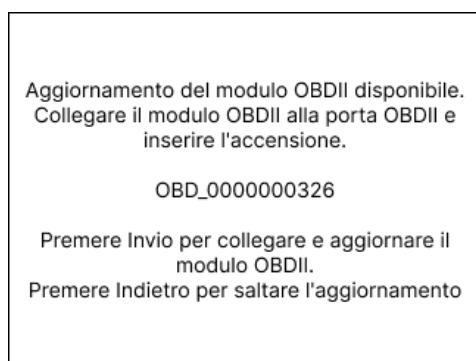 Aggiornamento del modulo OBDII disponibile.
Collegare il modulo OBDII alla porta OBDII e
inserire l'accensione.
OBD_0000000326
Premere Invio per collegare e aggiornare il
modulo OBDII.
Premere Indietro per saltare l'aggiornamento